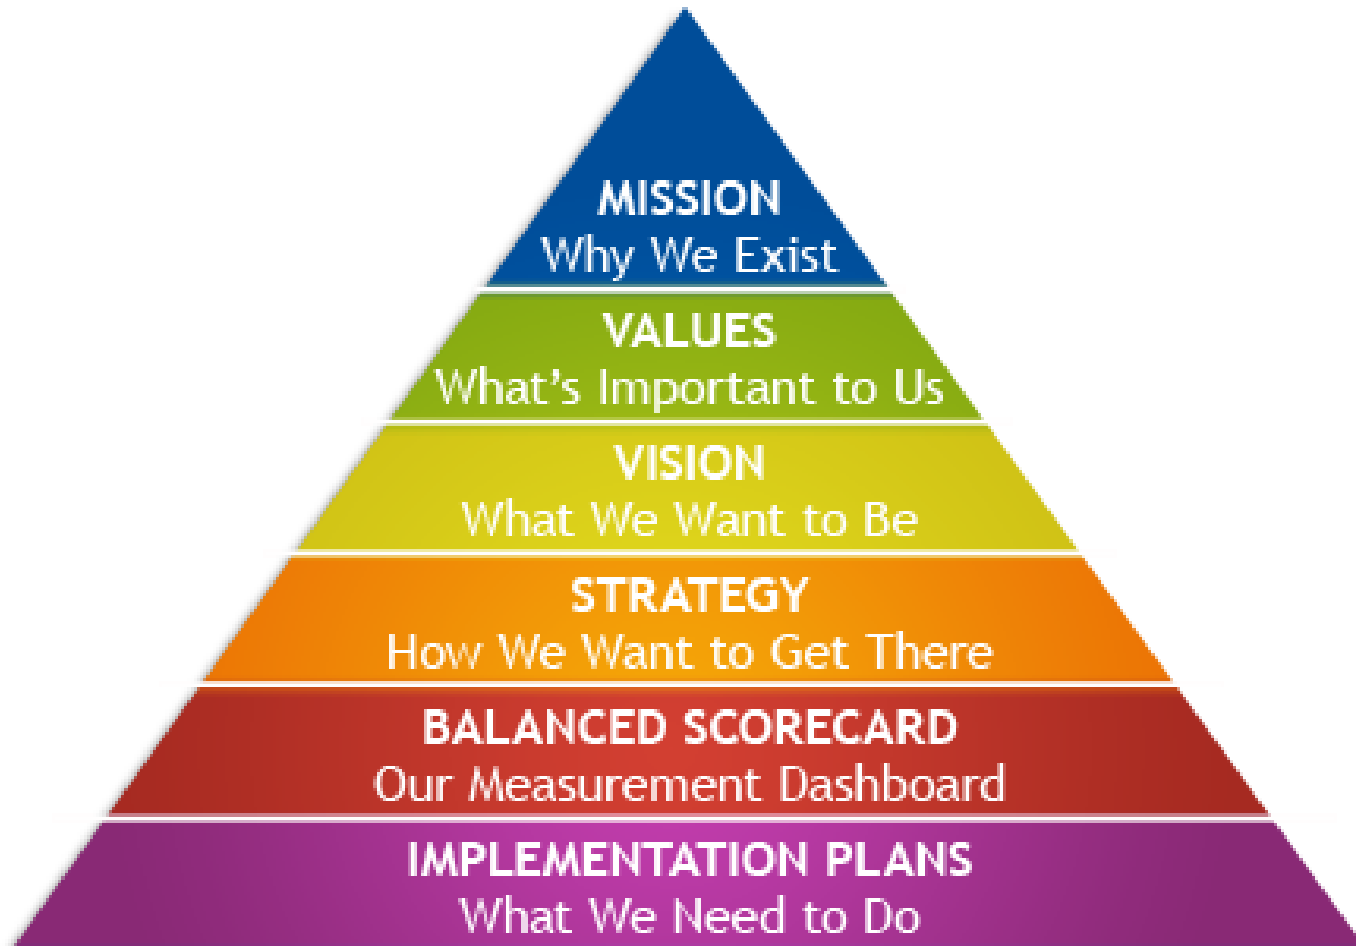 MISSION
Why We Exist
VALUES
What’s Important to Us
VISION
What We Want to Be
STRATEGY
How We Want to Get There
BALANCED SCORECARD
Our Measurement Dashboard
IMPLEMENTATION PLANS
What We Need to Do